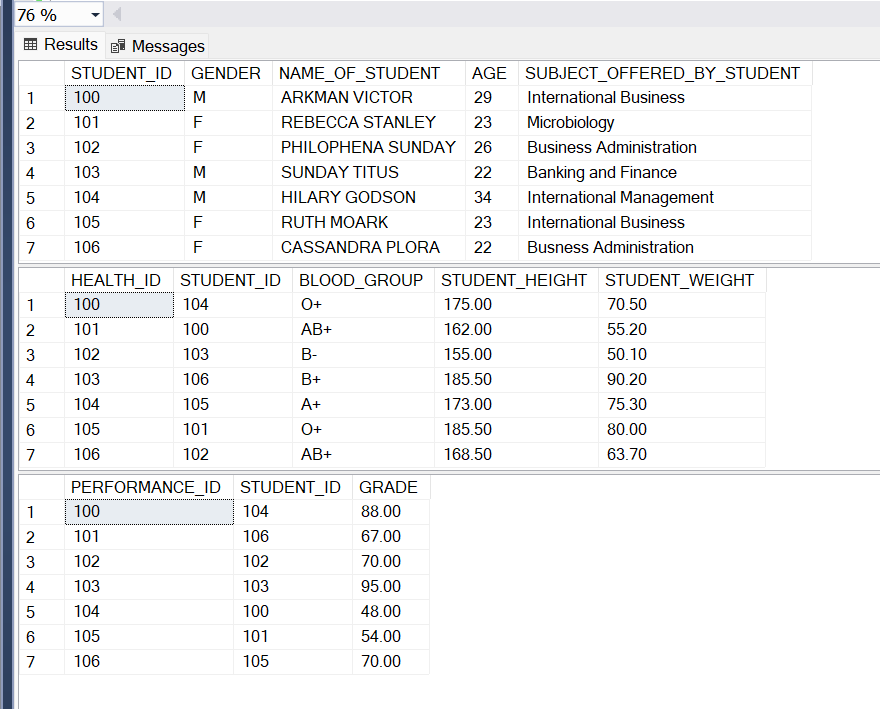 76 %
Results Messages
STUDENT_ID GENDER NAME_OF_STUDENT AGE SUBJECT_OFFERED_BY_STUDENT
1 100 M ARKMAN VICTOR 29 International Business
2 101 F REBECCA STANLEY 23 Microbiology
3 102 F PHILOPHENA SUNDAY 26 Business Administration
4 103 M SUNDAY TITUS 22 Banking and Finance
5 104 M HILARY GODSON 34 International Management
6 105 F RUTH MOARK 23 International Business
7 106 F CASSANDRA PLORA 22 Busness Administration
HEALTH_ID STUDENT_ID BLOOD_GROUP STUDENT_HEIGHT STUDENT_WEIGHT
1 100 104 O+ 175.00 70.50
2 101 100 AB+ 162.00 55.20
3 102 103 B- 155.00 50.10
4 103 106 B+ 185.50 90.20
5 104 105 A+ 173.00 75.30
6 105 101 O+ 185.50 80.00
7 106 102 AB+ 168.50 63.70
PERFORMANCE_ID STUDENT_ID GRADE
1 100 104 88.00
2 101 106 67.00
3 102 102 70.00
4 103 103 95.00
5 104 100 48.00
6 105 101 54.00
7 106 105 70.00